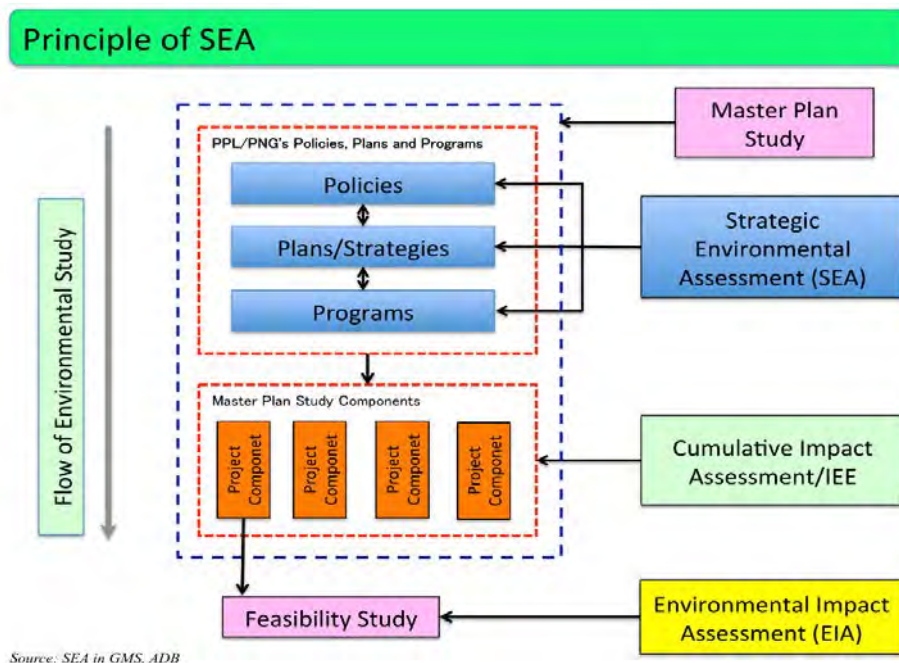 Principle of SEA
Flow of Environmental Study
PPL/PNG's Policies, Plans and Programs
Policies
Plans/Strategies
Programs
Master Plan Study Components
Project
Componet
Project
Componet
Project
Componet
Project
Componet
Feasibility Study
Master Plan
Study
Strategic
Environmental
Assessment (SEA)
Cumulative Impact
Assessment/IEE
Environmental Impact
Assessment (EIA)
Source: SEA in GMS, ADB